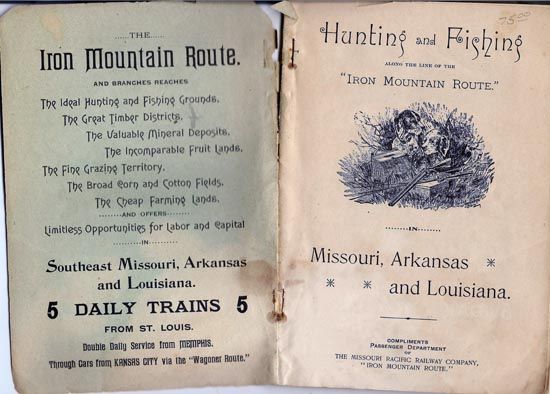 ......THE......
Iron Mountain Route.
AND BRANCHES REACHES
The Ideal Hunting and Fishing Grounds,
The Great Timber Districts,
The Valuable Mineral Deposits,
The Incomparable Fruit Lands,
The Fine Grazing Territory,
The Broad Corn and Cotton Fields,
The Cheap Farming Lands,
.........AND OFFERS.........
Limitless Opportunities for Labor and Capital
..........IN..........
Southeast Missouri, Arkansas
and Louisiana.
5 DAILY TRAINS 5
FROM ST. LOUIS.
Double Daily Service from MEMPHIS.
Through Cars from KANSAS CITY via the "Wagoner Route."
75.00
Hunting and Fishing
ALONG THE LINE OF THE
"IRON MOUNTAIN ROUTE."
.........IN.........
Missouri, Arkansas *
* * and Louisiana.
COMPLIMENTS
PASSENGER DEPARTMENT
OF
THE MISSOURI PACIFIC RAILWAY COMPANY,
"IRON MOUNTAIN ROUTE."